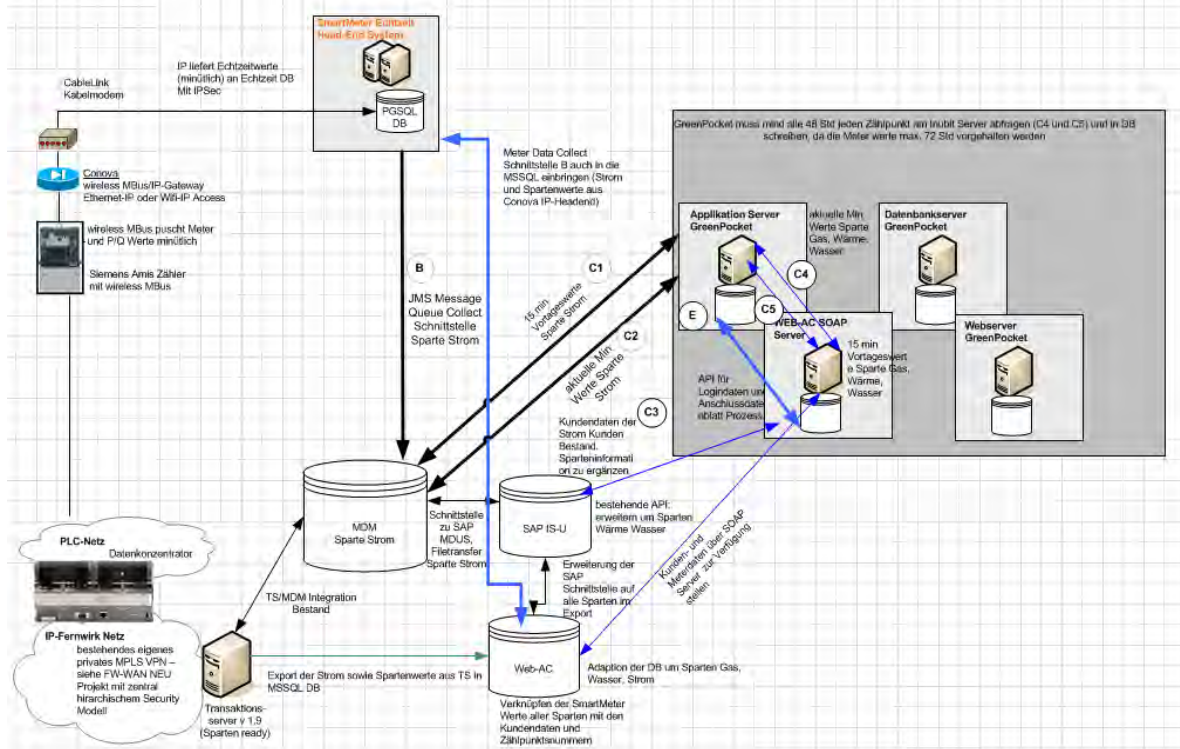 SmartMeter Echtzeit
Head-End System
PGSQL
DB
IP liefert Echtzeitwerte
(minütlich) an Echtzeit DB
Mit IPSec
CableLink
Kabelmodem
Conova
wireless MBus/IP-Gateway
Ethernet-IP oder Wifi-IP Access
wireless MBus puscht Meter
und P/Q Werte minütlich
Siemens Amis Zähler
mit wireless MBus
Meter Data Collect
Schnittstelle B auch in die
MSSQL einbringen (Strom
und Spartenwerte aus
Conova IP-Headend)
GreenPocket muss mind alle 48 Std jeden Zählpunkt am Inubit Server abfragen (C4 und C5) und in DB
schreiben, da die Meter werte max. 72 Std vorgehalten werden
Applikation Server
GreenPocket
aktuelle Min
Werte Sparte
Gas, Wärme,
Wasser
Datenbankserver
GreenPocket
C4
C5
E
WEB-AC SOAP
Server
15 min
Vortageswert
e Sparte Gas,
Wärme,
Wasser
Webserver
GreenPocket
API für
Logindaten und
Anschlussdate
nblatt Prozess
B
JMS Message
Queue Collect
Schnittstelle
Sparte Strom
C1
15 min
Vortageswerte
Sparte Strom
C2
aktuelle Min
Werte Sparte
Strom
C3
Kundendaten der
Strom Kunden
Bestand.
Sparteninformati
on zu ergänzen
MDM
Sparte Strom
Schnittstelle
zu SAP
MDUS,
Filetransfer
Sparte Strom
SAP IS-U
bestehende API:
erweitern um Sparten
Wärme Wasser
Kunden- und
Meterdaten über SOAP
Server zur Verfügung
stellen
Erweiterung der
SAP
Schnittstelle auf
alle Sparten im
Export
PLC-Netz
Datenkonzentrator
TS/MDM Integration
Bestand
IP-Fernwirk Netz
bestehendes eigenes
privates MPLS VPN –
siehe FW-WAN NEU
Projekt mit zentral
hirarchischem Security
Modell
Transaktions-
server v 1.9
(Sparten ready)
Export der Strom sowie Spartenwerte aus TS in
MSSQL DB
Web-AC
Adaption der DB um Sparten Gas,
Wasser, Strom
Verknüpfen der SmartMeter
Werte aller Sparten mit den
Kundendaten und
Zählpunktsnummern